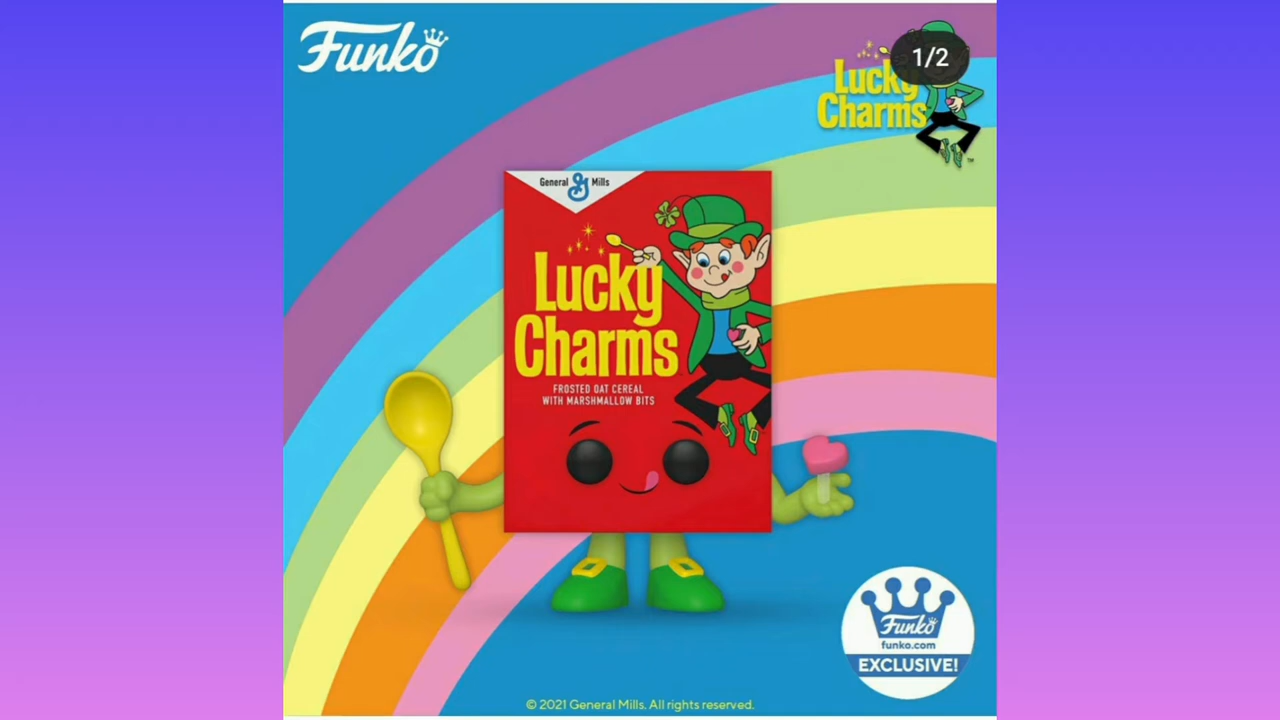 Funko
1/2
Lucky
Charms
™
General Mills
Lucky
Charms
FROSTED OAT CEREAL
WITH MARSHMALLOW BITS
Funko
funko.com
EXCLUSIVE!
© 2021 General Mills. All rights reserved.